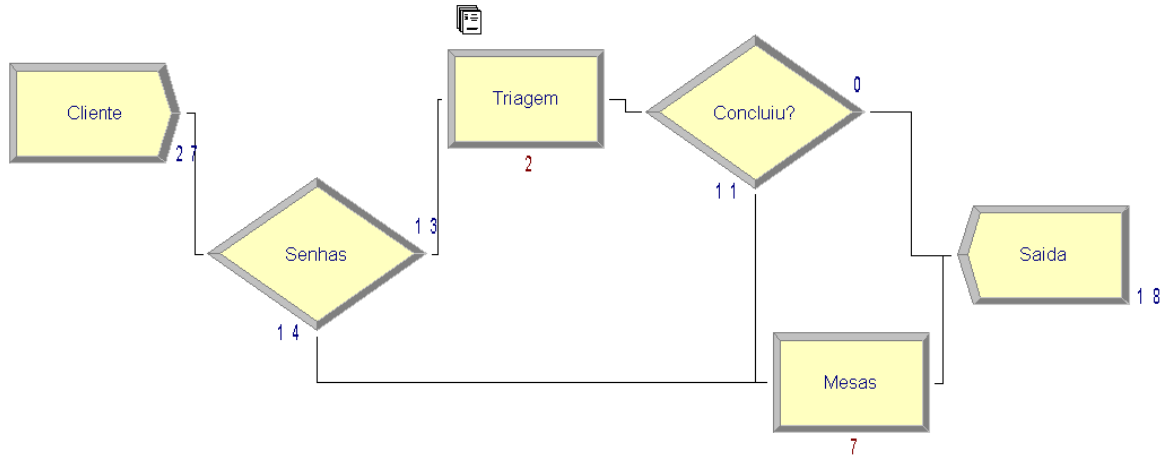 Cliente
27
Senhas
13
14
Triagem
2
Concluiu?
0
11
Mesas
7
Saida
18